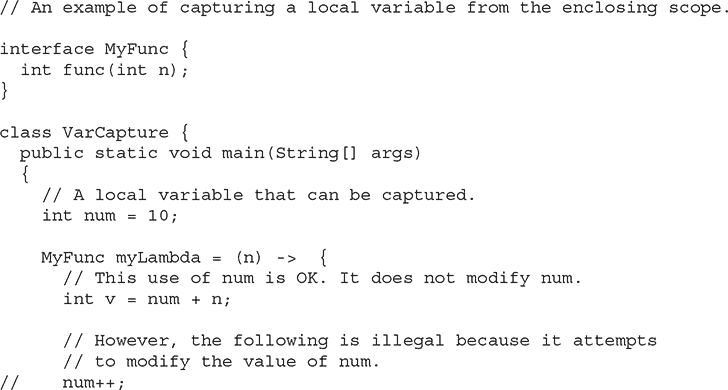 // An example of capturing a local variable from the enclosing scope.
interface MyFunc {
  int func(int n);
}
class VarCapture {
  public static void main(String[] args)
  {
    // A local variable that can be captured.
    int num = 10;
    MyFunc myLambda = (n) ->  {
      // This use of num is OK. It does not modify num.
      int v = num + n;
      // However, the following is illegal because it attempts
      // to modify the value of num.
//    num++;